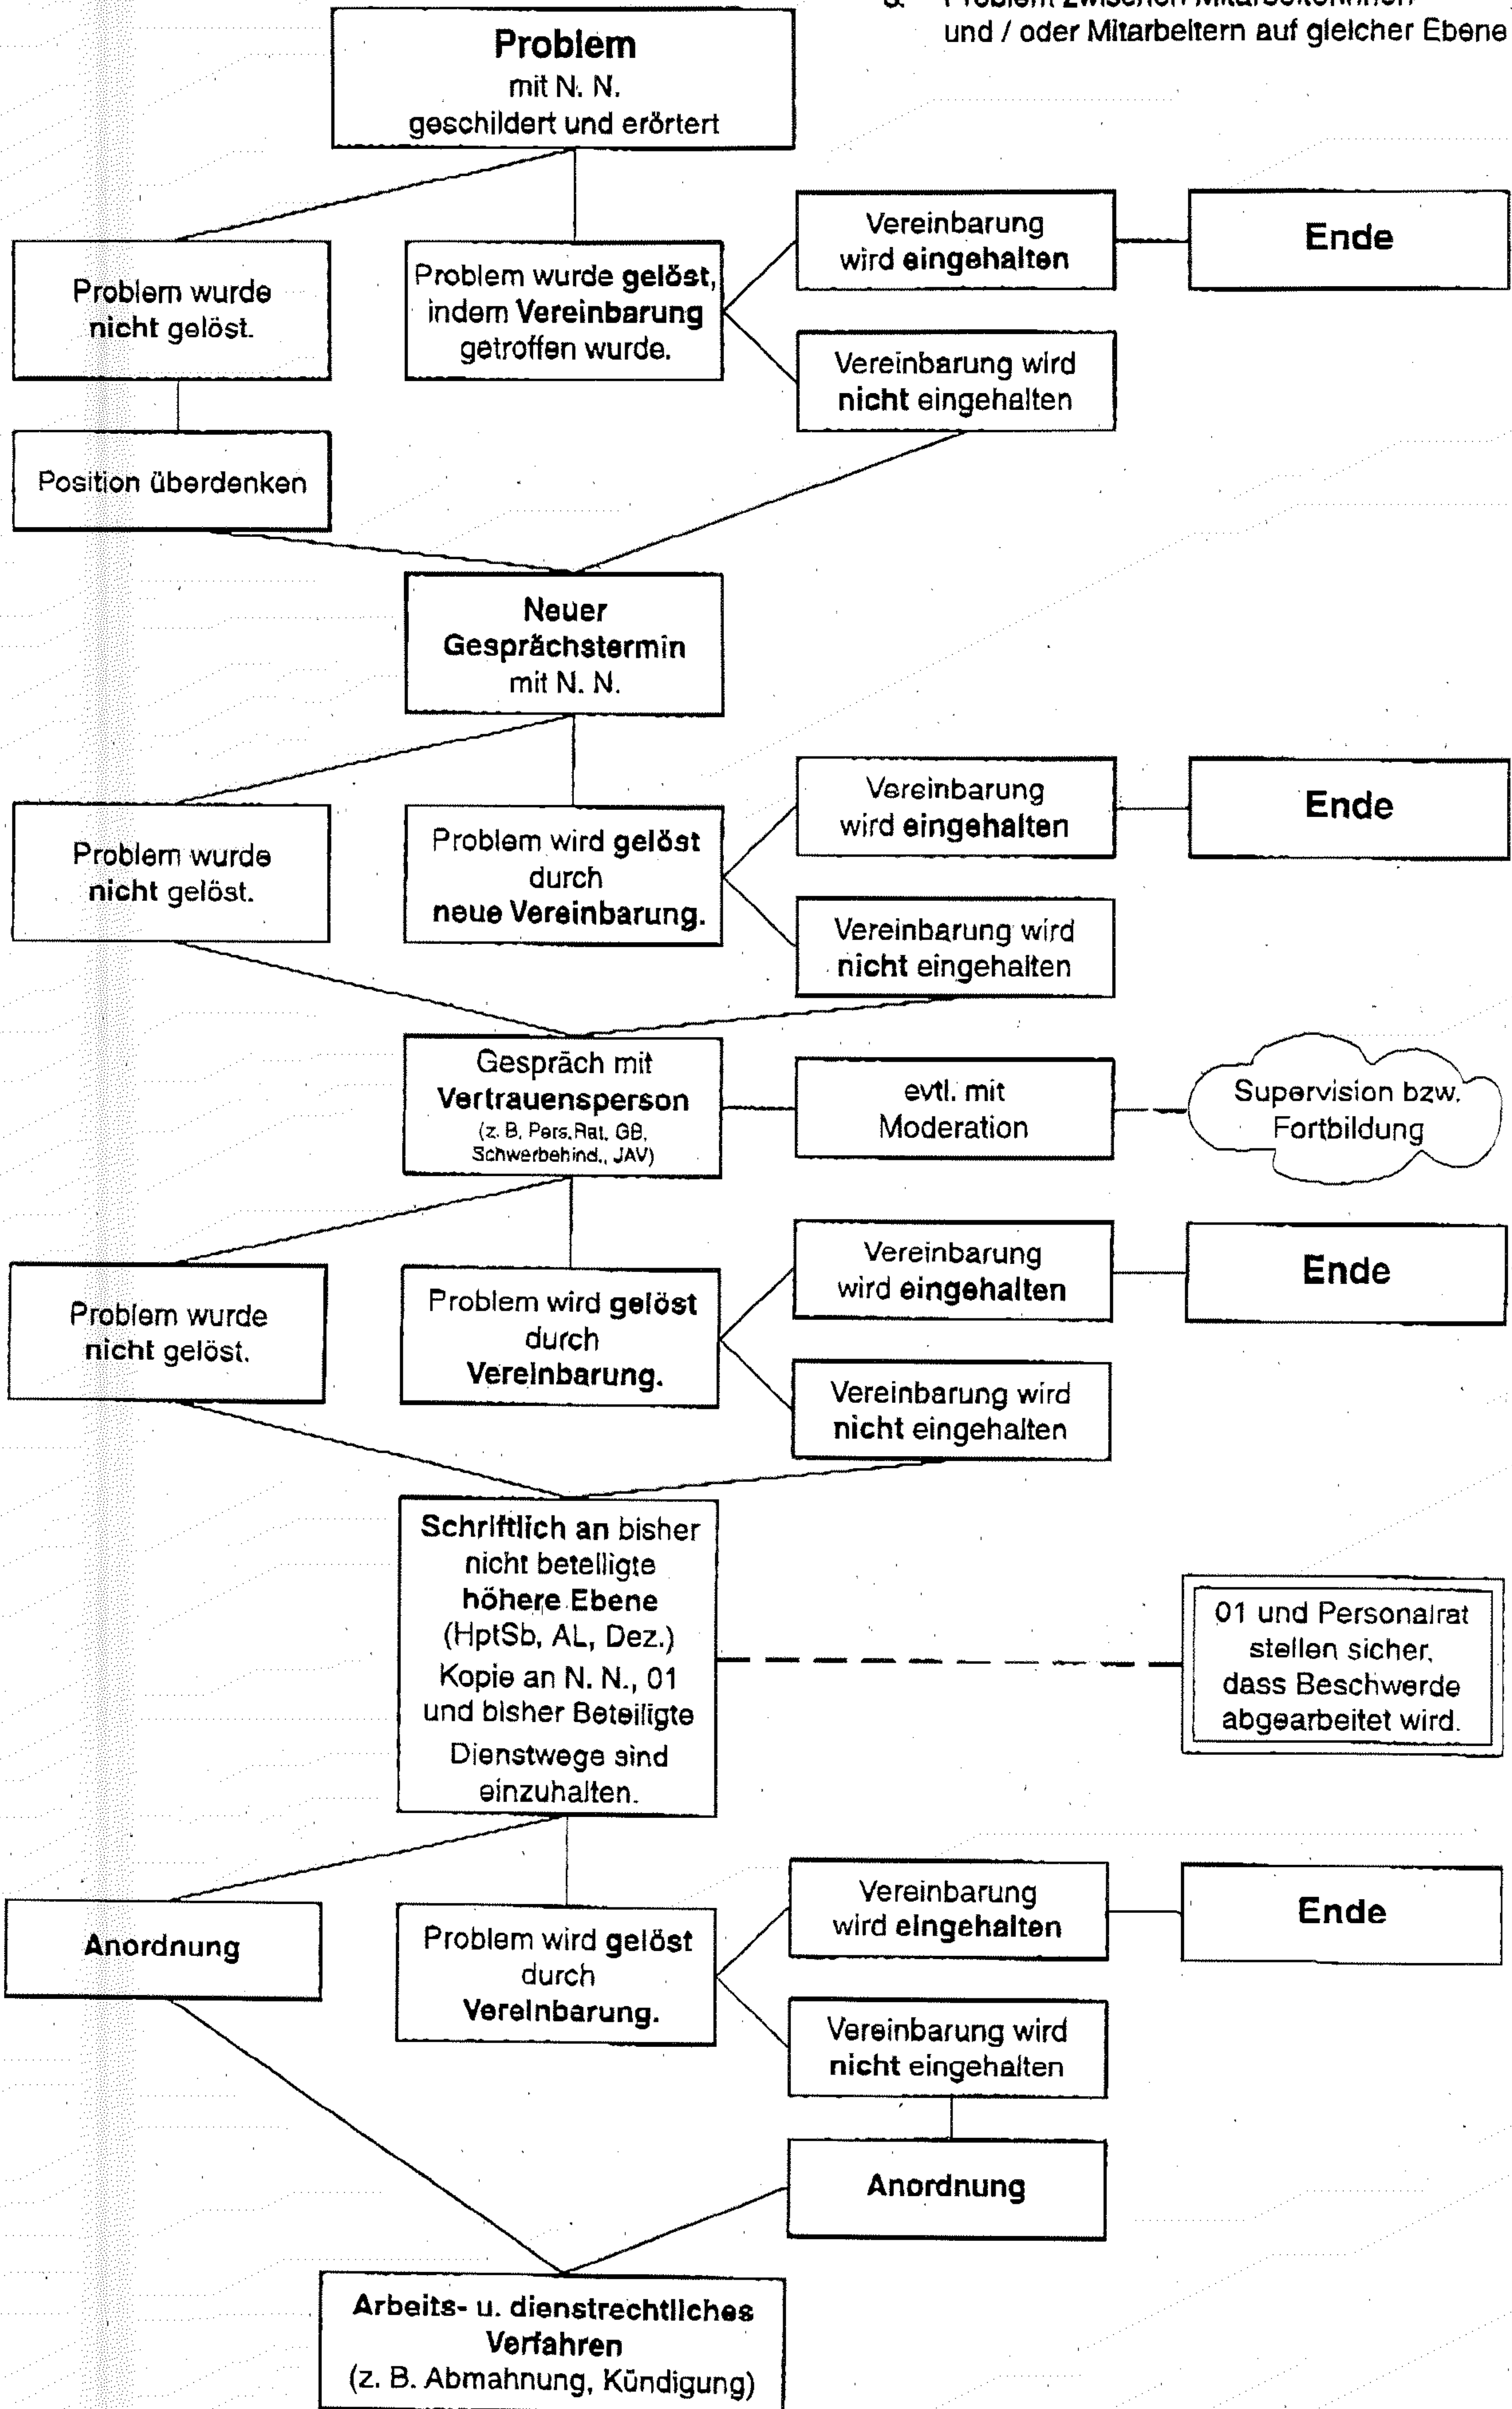 Problem zwischen Mitarbeiterinnen
und / oder Mitarbeitern auf gleicher Ebene
Problem
mit N. N.
geschildert und erörtert
Problem wurde
nicht gelöst.
Problem wurde gelöst,
indem Vereinbarung
getroffen wurde.
Vereinbarung
wird eingehalten
Ende
Vereinbarung wird
nicht eingehalten
Position überdenken
Neuer
Gesprächstermin
mit N. N.
Problem wurde
nicht gelöst.
Problem wird gelöst
durch
neue Vereinbarung.
Vereinbarung
wird eingehalten
Ende
Vereinbarung wird
nicht eingehalten
Gespräch mit
Vertrauensperson
(z. B. Pers.Rat, GB,
Schwerbehind., JAV)
evtl. mit
Moderation
Supervision bzw.
Fortbildung
Problem wurde
nicht gelöst.
Problem wird gelöst
durch
Vereinbarung.
Vereinbarung
wird eingehalten
Ende
Vereinbarung wird
nicht eingehalten
Schriftlich an bisher
nicht beteiligte
höhere Ebene
(HptSb, AL, Dez.)
Kopie an N. N., 01
und bisher Beteiligte
Dienstwege sind
einzuhalten.
01 und Personalrat
stellen sicher,
dass Beschwerde
abgearbeitet wird.
Anordnung
Problem wird gelöst
durch
Vereinbarung.
Vereinbarung
wird eingehalten
Ende
Vereinbarung wird
nicht eingehalten
Anordnung
Arbeits- u. dienstrechtliches
Verfahren
(z. B. Abmahnung, Kündigung)